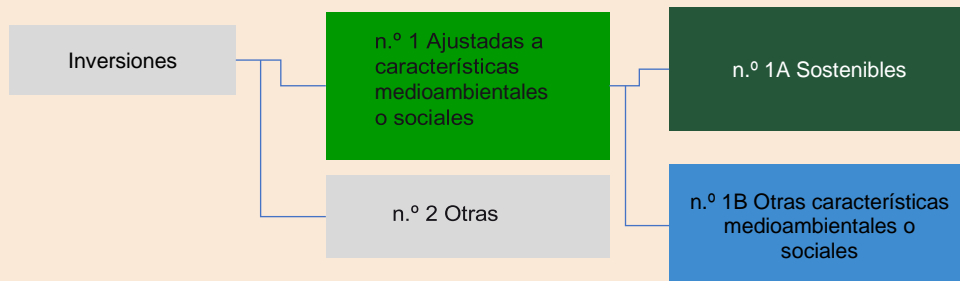 Inversiones
n.º 1 Ajustadas a
características
medioambientales
o sociales
n.º 2 Otras
n.º 1A Sostenibles
n.º 1B Otras características
medioambientales o
sociales